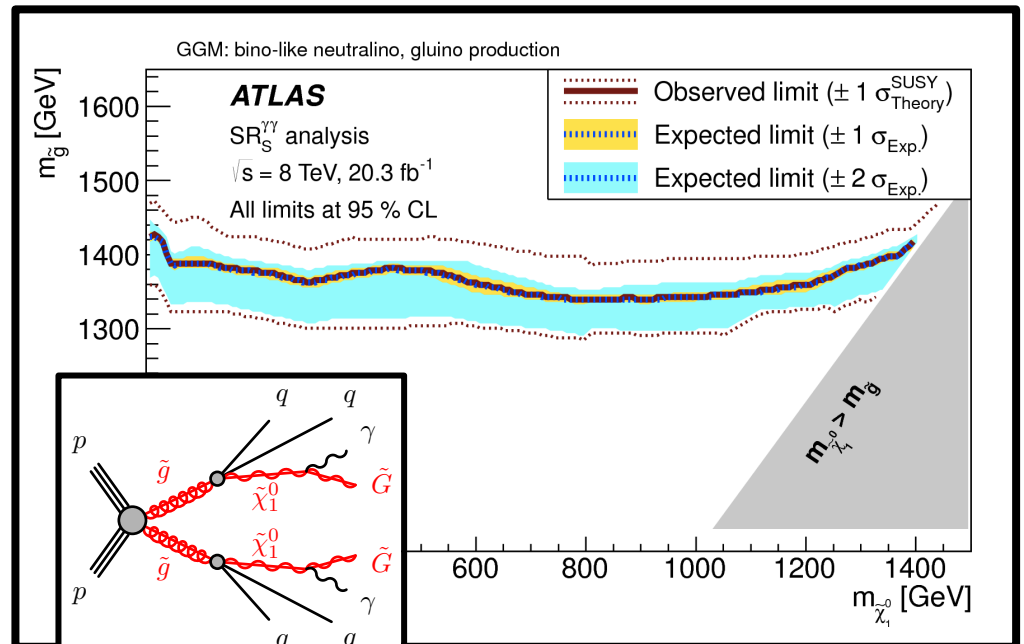 GGM: bino-like neutralino, gluino production
m_g̃ [GeV]
1600
1500
1400
1300
ATLAS
SR_S^γγ analysis
√s = 8 TeV, 20.3 fb⁻¹
All limits at 95 % CL
Observed limit (± 1 σ_Theory^SUSY)
Expected limit (± 1 σ_Exp.)
Expected limit (± 2 σ_Exp.)
m_χ̃₁⁰ > m_g̃
600 800 1000 1200 1400
m_χ̃₁⁰ [GeV]
p
p
g̃
g̃
χ̃₁⁰
χ̃₁⁰
q
q
γ
G̃
G̃
γ
q
q